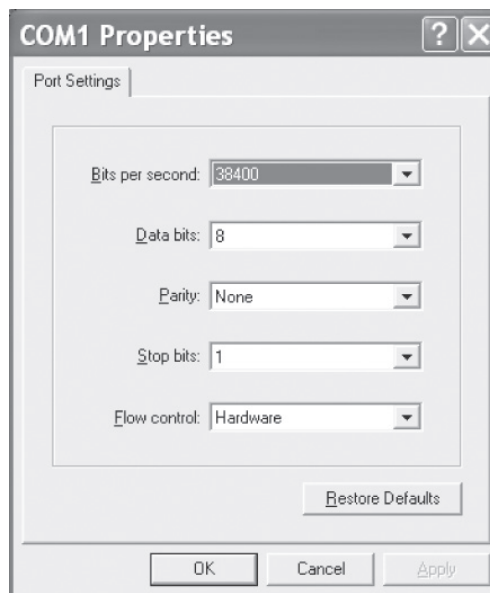 COM1 Properties
?
Port Settings
Bits per second: 38400
Data bits: 8
Parity: None
Stop bits: 1
Flow control: Hardware
Restore Defaults
OK Cancel Apply